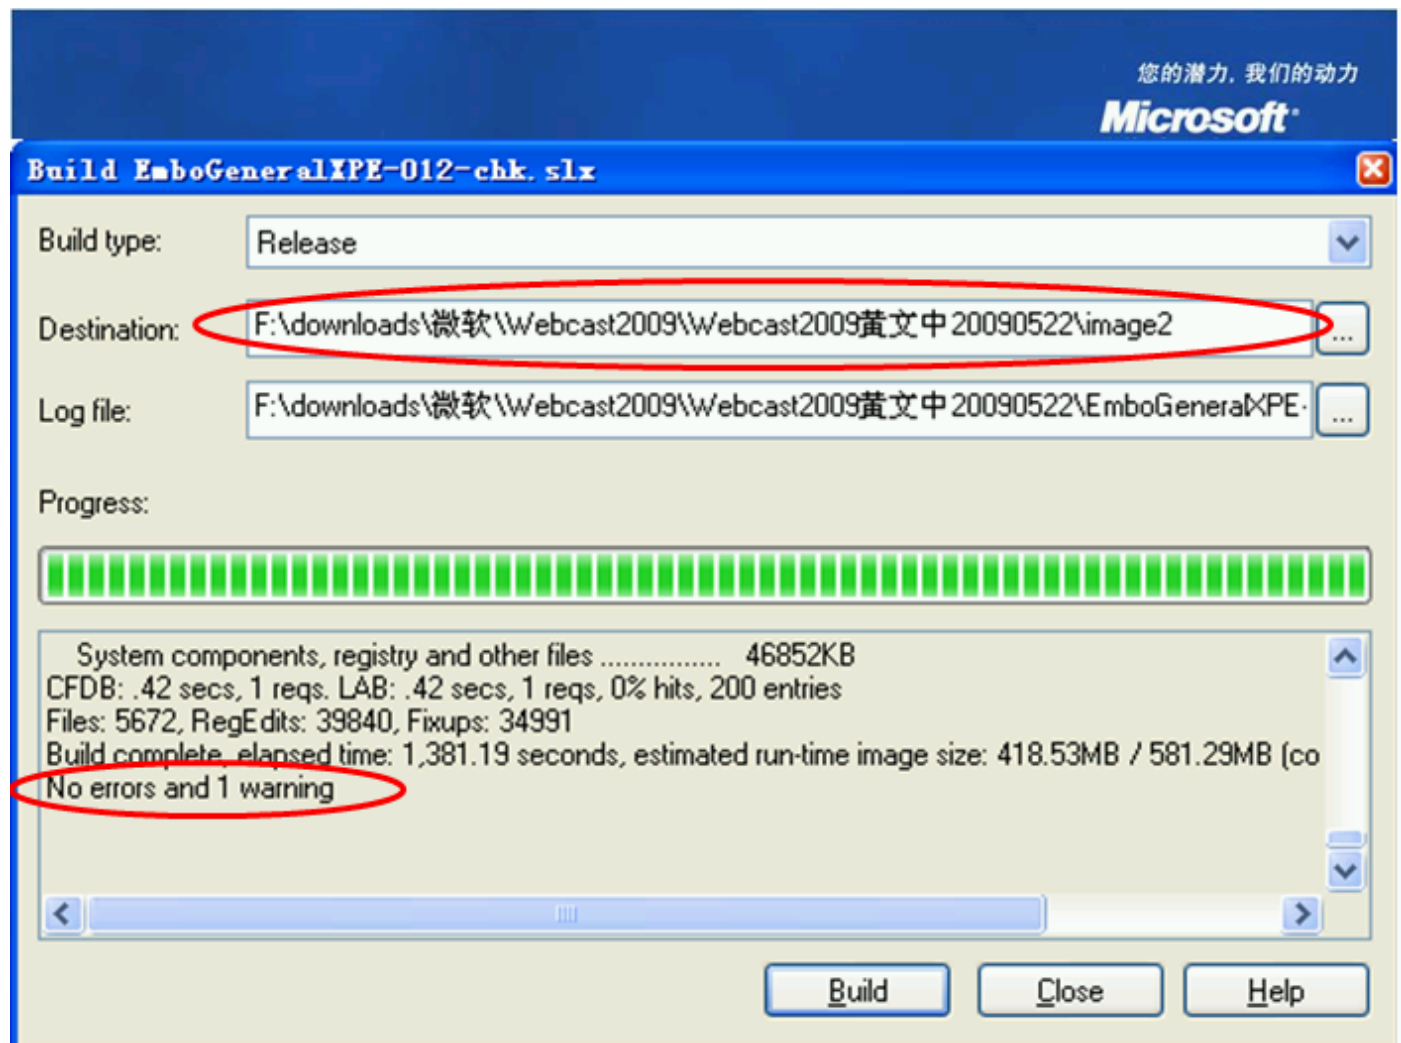 您的潜力, 我们的动力
Microsoft
Build EmboGeneralXPE-012-chk.slx
Build type:
Release
Destination:
F:\downloads\微软\Webcast2009\Webcast2009黄文中20090522\image2
...
Log file:
F:\downloads\微软\Webcast2009\Webcast2009黄文中20090522\EmboGeneralXPE-
...
Progress:
System components, registry and other files ................ 46852KB
CFDB: .42 secs, 1 reqs. LAB: .42 secs, 1 reqs, 0% hits, 200 entries
Files: 5672, RegEdits: 39840, Fixups: 34991
Build complete, elapsed time: 1,381.19 seconds, estimated run-time image size: 418.53MB / 581.29MB (co
No errors and 1 warning
Build
Close
Help